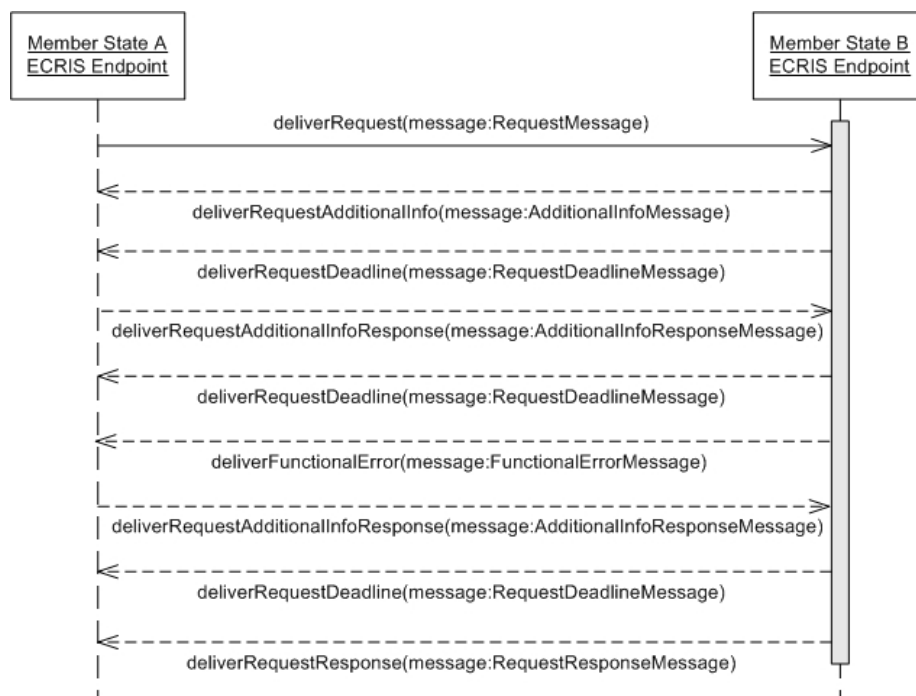 Member State A
ECRIS Endpoint
Member State B
ECRIS Endpoint
deliverRequest(message:RequestMessage)
deliverRequestAdditionalInfo(message:AdditionalInfoMessage)
deliverRequestDeadline(message:RequestDeadlineMessage)
deliverRequestAdditionalInfoResponse(message:AdditionalInfoResponseMessage)
deliverRequestDeadline(message:RequestDeadlineMessage)
deliverFunctionalError(message:FunctionalErrorMessage)
deliverRequestAdditionalInfoResponse(message:AdditionalInfoResponseMessage)
deliverRequestDeadline(message:RequestDeadlineMessage)
deliverRequestResponse(message:RequestResponseMessage)